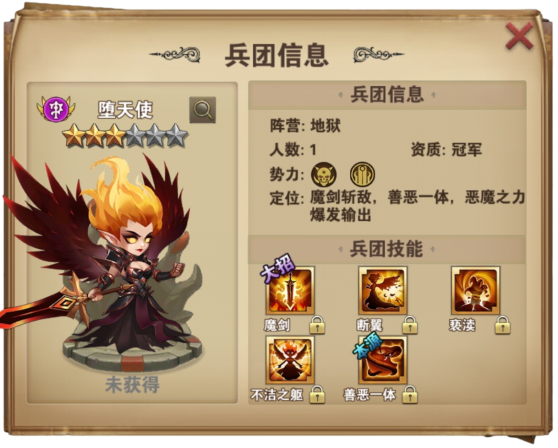 兵团信息
堕天使
未获得
兵团信息
阵营: 地狱
人数: 1 资质: 冠军
势力:
定位: 魔剑斩敌，善恶一体，恶魔之力
爆发输出
兵团技能
大招
魔剑 断翼 亵渎
本源
不洁之躯 善恶一体